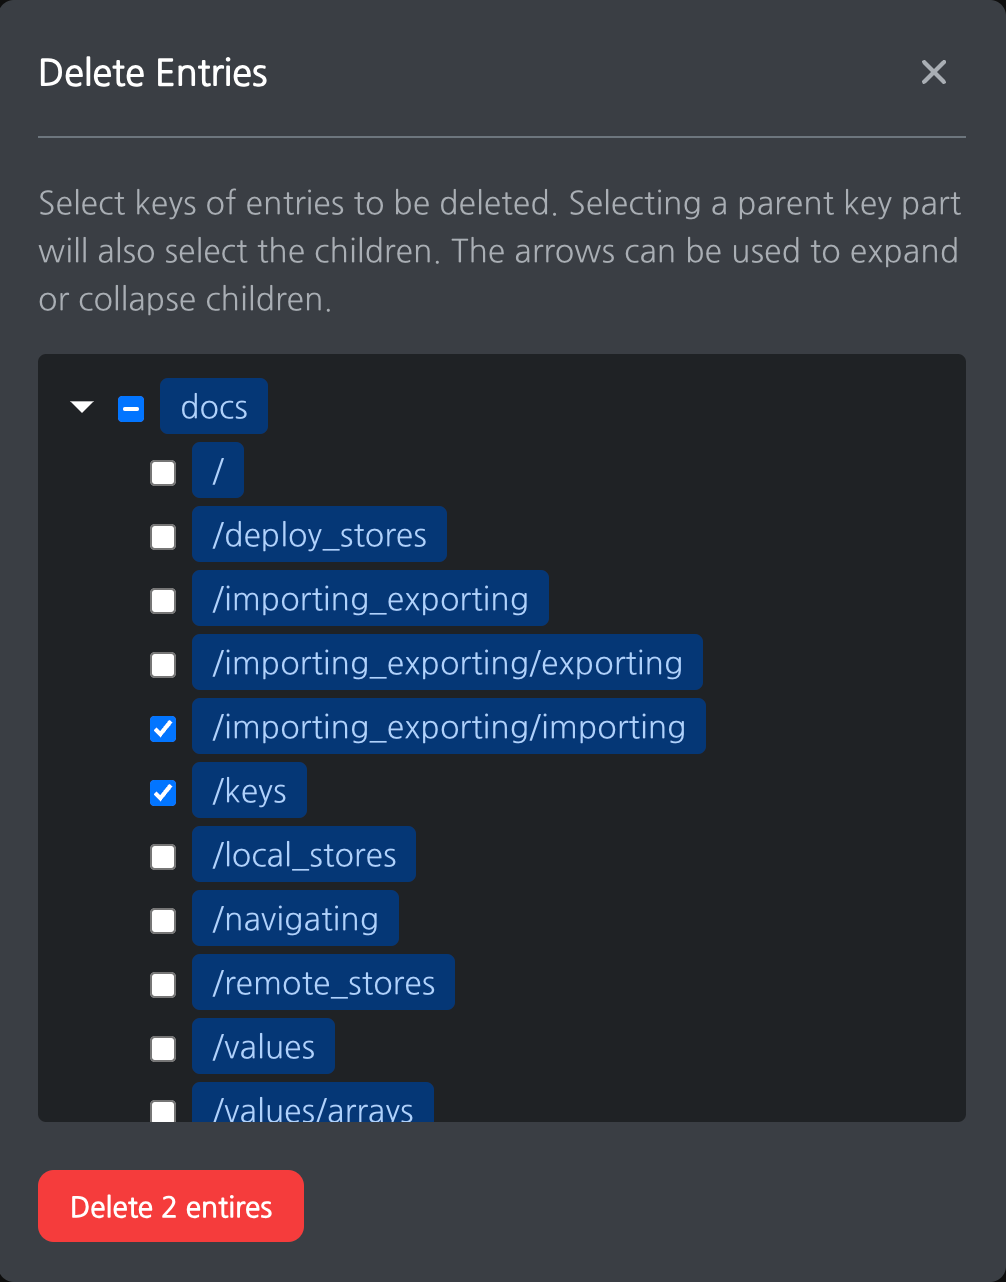 Delete Entries
Select keys of entries to be deleted. Selecting a parent key part
will also select the children. The arrows can be used to expand
or collapse children.
docs
/
/deploy_stores
/importing_exporting
/importing_exporting/exporting
/importing_exporting/importing
/keys
/local_stores
/navigating
/remote_stores
/values
/values/arrays
Delete 2 entires